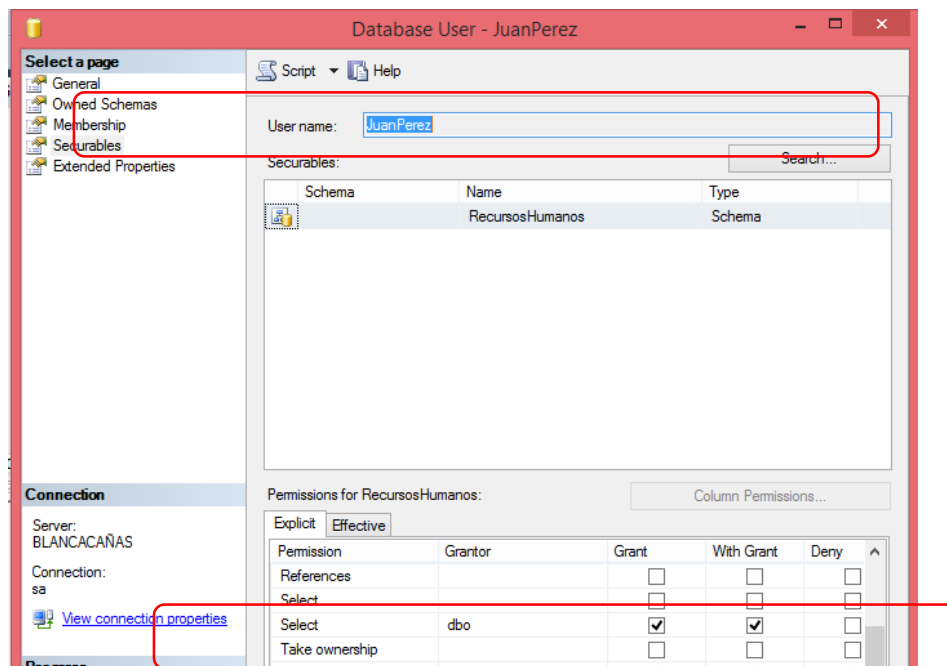 Database User - JuanPerez
Select a page
General
Owned Schemas
Membership
Securables
Extended Properties
Script
Help
User name: JuanPerez
Securables:
Search...
Schema Name Type
RecursosHumanos Schema
Connection
Server:
BLANCACAÑAS
Connection:
sa
View connection properties
Progress
Permissions for RecursosHumanos:
Column Permissions...
Explicit Effective
Permission Grantor Grant With Grant Deny
References
Select
Select dbo
Take ownership